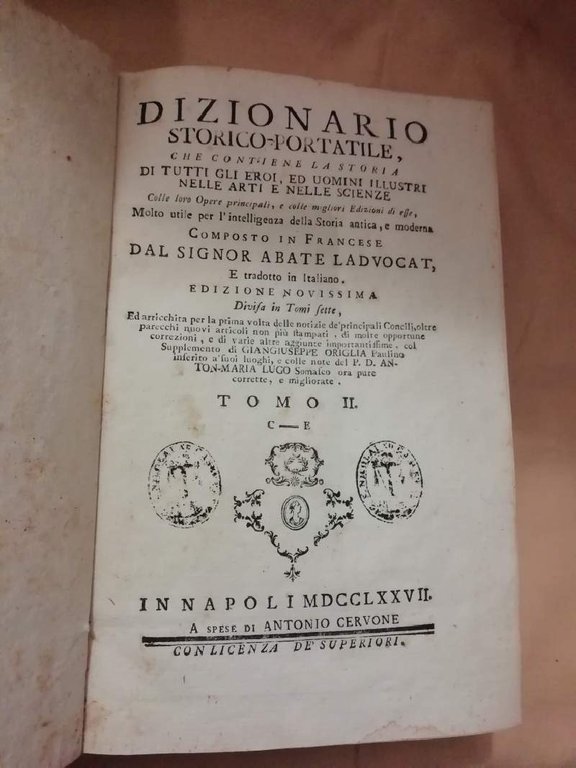 DIZIONARIO
STORICO-PORTATILE,
CHE CONTIENE LA STORIA
DI TUTTI GLI EROI, ED UOMINI ILLUSTRI
NELLE ARTI E NELLE SCIENZE
Colle loro Opere principali, e colle migliori Edizioni di esse,
Molto utile per l'intelligenza della Storia antica, e moderna
COMPOSTO IN FRANCESE
DAL SIGNOR ABATE LADVOCAT,
E tradotto in Italiano.
EDIZIONE NOVISSIMA
Divisa in Tomi sette,
Ed arricchita per la prima volta delle notizie de' principali Concilj, oltre
parecchi nuovi articoli non più stampati, di molte opportune
correzioni, e di varie altre aggiunte importantissime, col
Supplemento di GIANGIUSEPPE ORIGLIA Paulino
inserito a' suoi luoghi, e colle note del P. D. AN-
TON-MARIA LUGO Somasco ora pure
corrette, e migliorate.
TOMO II.
C—E
IN NAPOLI MDCCLXXVII.
A SPESE DI ANTONIO CERVONE
CON LICENZA DE' SUPERIORI.